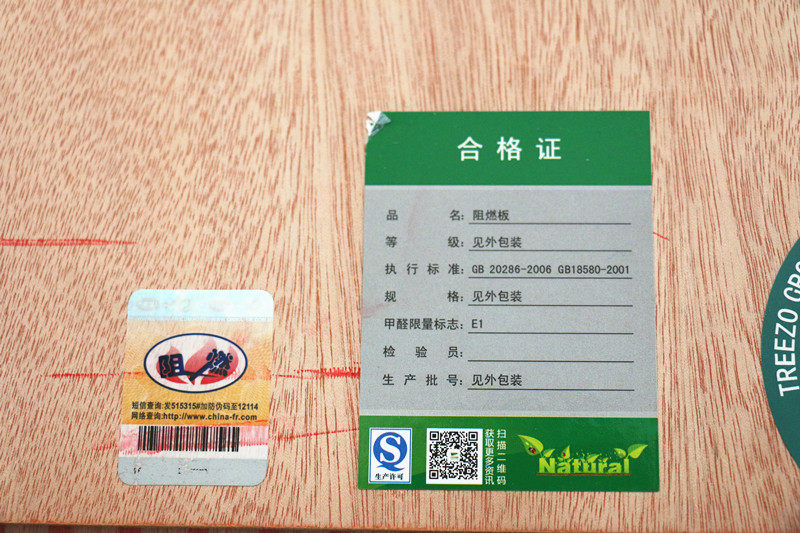 合格证
品名：阻燃板
等级：见外包装
执行标准：GB 20286-2006 GB18580-2001
规格：见外包装
甲醛限量标志：E1
检验员：
生产批号：见外包装
生产许可
扫描二维码
获取更多资讯
Natural
阻燃
短信查询:发515315#加防伪码至12114
网络查询:http://www.china-fr.com
TREEZO GRO